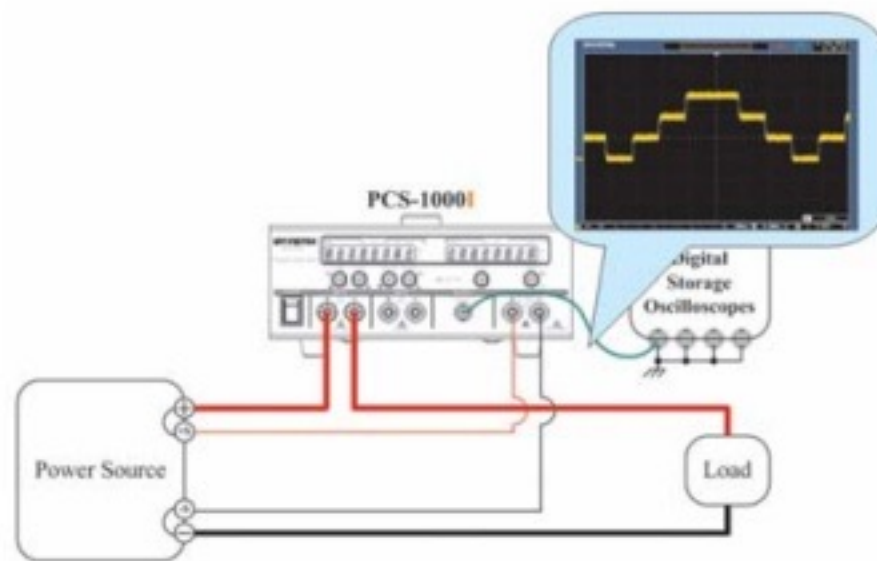 PCS-1000I
Digital
Storage
Oscilloscopes
+
+S
Power Source
-S
−
Load